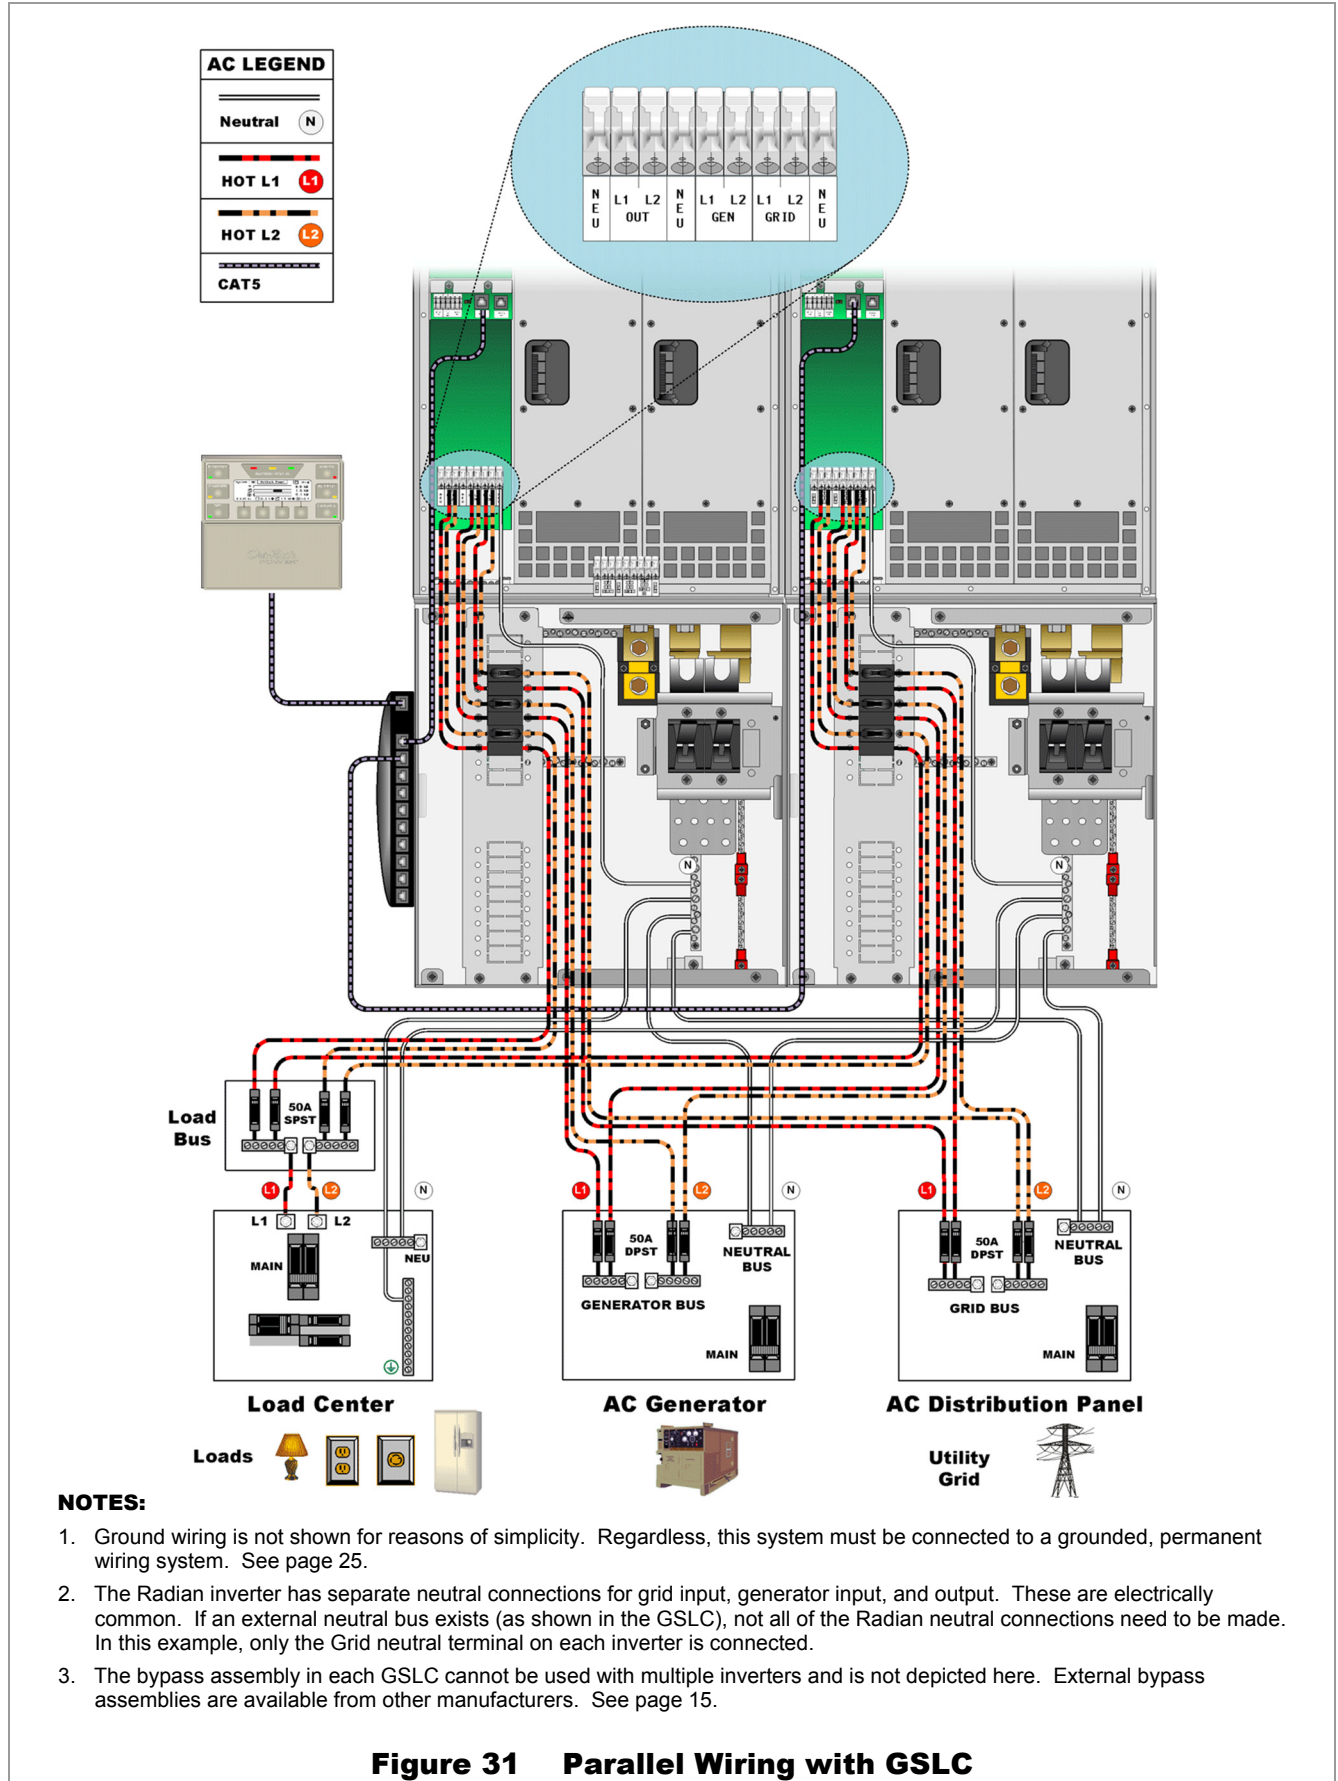 AC LEGEND
Neutral N
HOT L1 L1
HOT L2 L2
CAT5
NEU L1 L2 NEU L1 L2 L1 L2 NEU
OUT GEN GRID
N
N
Load
Bus
50A
SPST
L1 L2 N
L1 L2 N
L1 L2 N
L1 L2
MAIN
NEU
50A
DPST
NEUTRAL
BUS
GENERATOR BUS
MAIN
50A
DPST
NEUTRAL
BUS
GRID BUS
MAIN
Load Center
AC Generator
AC Distribution Panel
Loads
Utility
Grid
NOTES:
1. Ground wiring is not shown for reasons of simplicity. Regardless, this system must be connected to a grounded, permanent
wiring system. See page 25.
2. The Radian inverter has separate neutral connections for grid input, generator input, and output. These are electrically
common. If an external neutral bus exists (as shown in the GSLC), not all of the Radian neutral connections need to be made.
In this example, only the Grid neutral terminal on each inverter is connected.
3. The bypass assembly in each GSLC cannot be used with multiple inverters and is not depicted here. External bypass
assemblies are available from other manufacturers. See page 15.
Figure 31 Parallel Wiring with GSLC